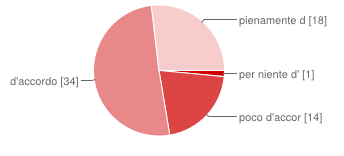 pienamente d [18]
d'accordo [34]
per niente d' [1]
poco d'accor [14]